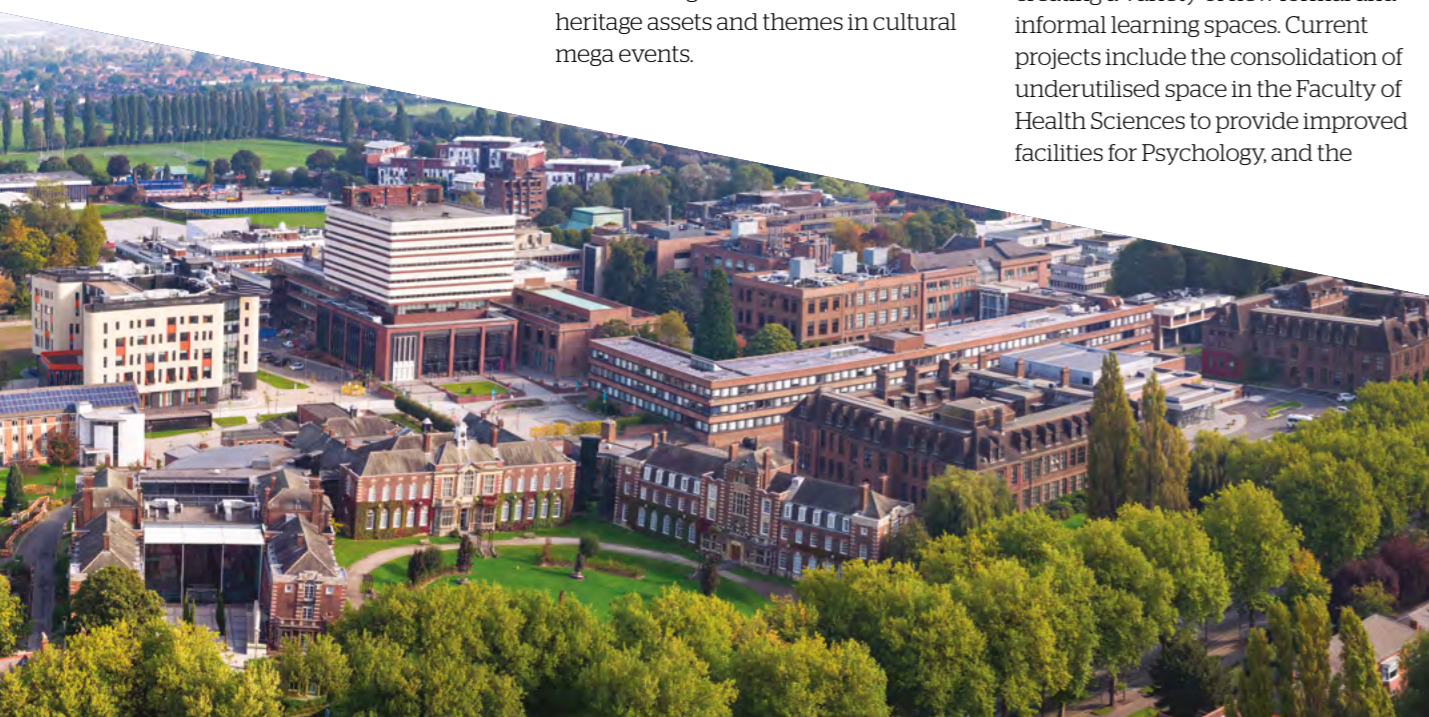 heritage assets and themes in cultural
mega events.
informal learning spaces. Current
projects include the consolidation of
underutilised space in the Faculty of
Health Sciences to provide improved
facilities for Psychology, and the